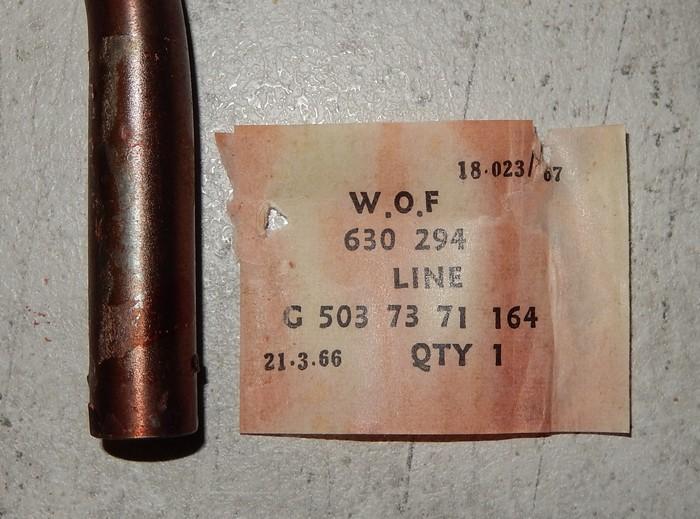 18.023/67
W.O.F
630 294
LINE
G 503 73 71 164
21.3.66 QTY 1